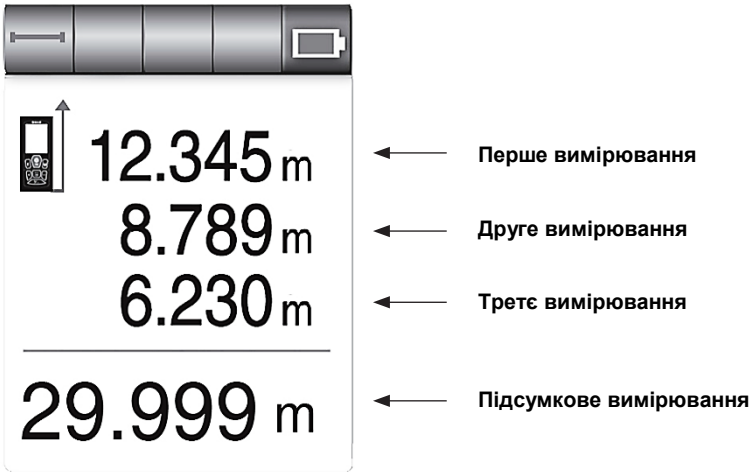 12.345 m Перше вимірювання
8.789 m Друге вимірювання
6.230 m Третє вимірювання
29.999 m Підсумкове вимірювання